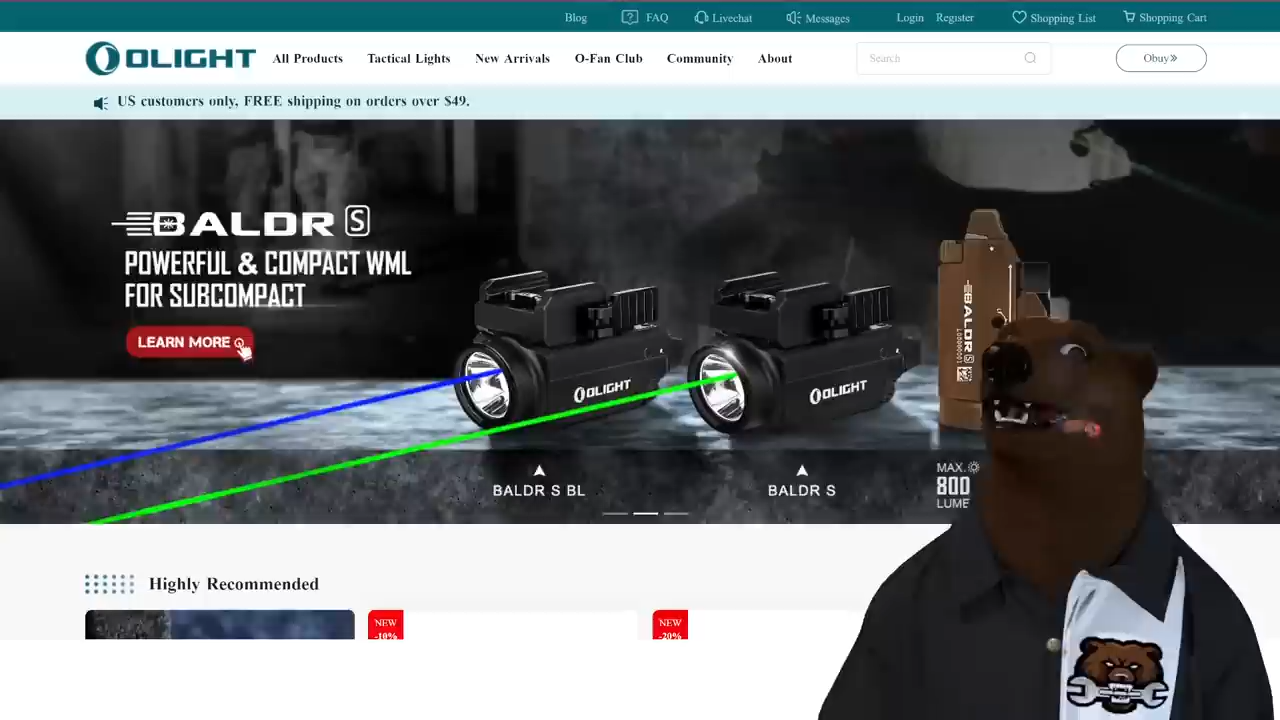 Blog
FAQ
Livechat
Messages
Login
Register
Shopping List
Shopping Cart
OLIGHT
All Products
Tactical Lights
New Arrivals
O-Fan Club
Community
About
Search
Obuy»
US customers only, FREE shipping on orders over $49.
BALDR S
POWERFUL & COMPACT WML
FOR SUBCOMPACT
LEARN MORE
OLIGHT
OLIGHT
BALDR S
BALDR S BL
BALDR S
MAX.
800
LUME
Highly Recommended
NEW
-10%
NEW
-20%